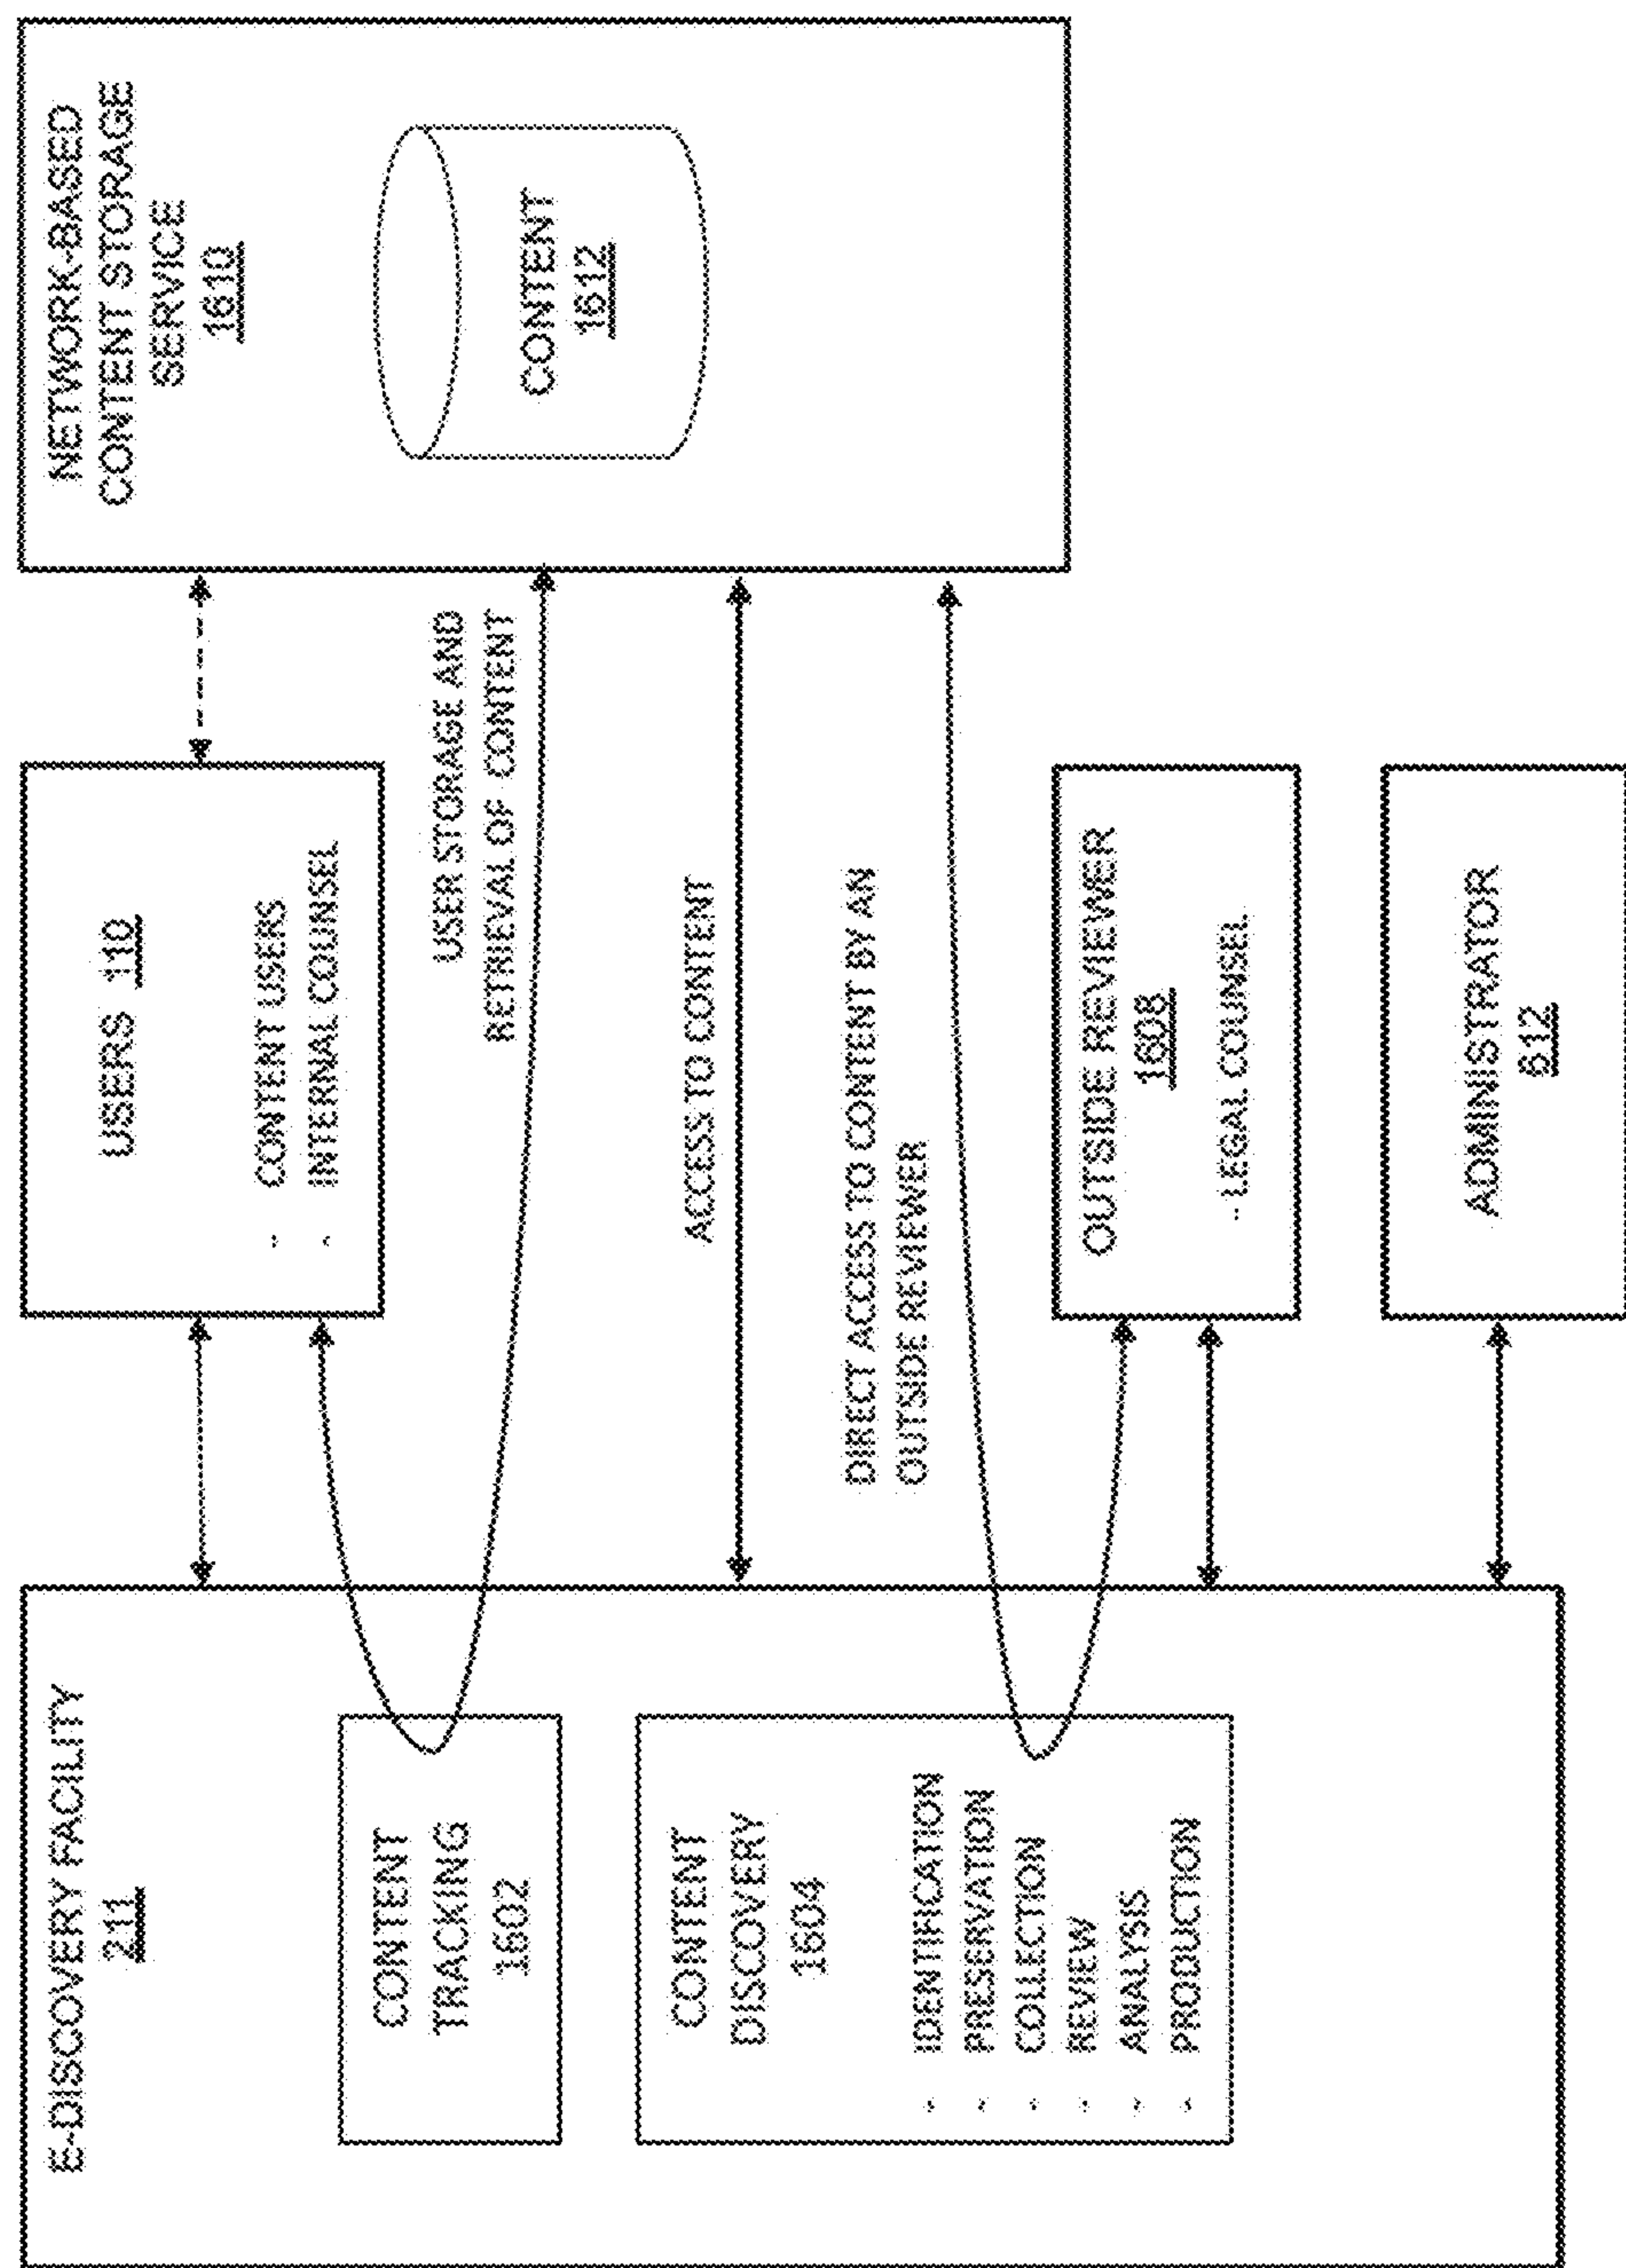 E-DISCOVERY FACILITY
211
CONTENT
TRACKING
1602
CONTENT
DISCOVERY
1604
- IDENTIFICATION
- PRESERVATION
- COLLECTION
- REVIEW
- ANALYSIS
- PRODUCTION
USERS 110
- CONTENT USERS
- INTERNAL COUNSEL
USER STORAGE AND
RETRIEVAL OF CONTENT
ACCESS TO CONTENT
DIRECT ACCESS TO CONTENT BY AN
OUTSIDE REVIEWER
OUTSIDE REVIEWER
1608
- LEGAL COUNSEL
ADMINISTRATOR
612
NETWORK-BASED
CONTENT STORAGE
SERVICE
1610
CONTENT
1612